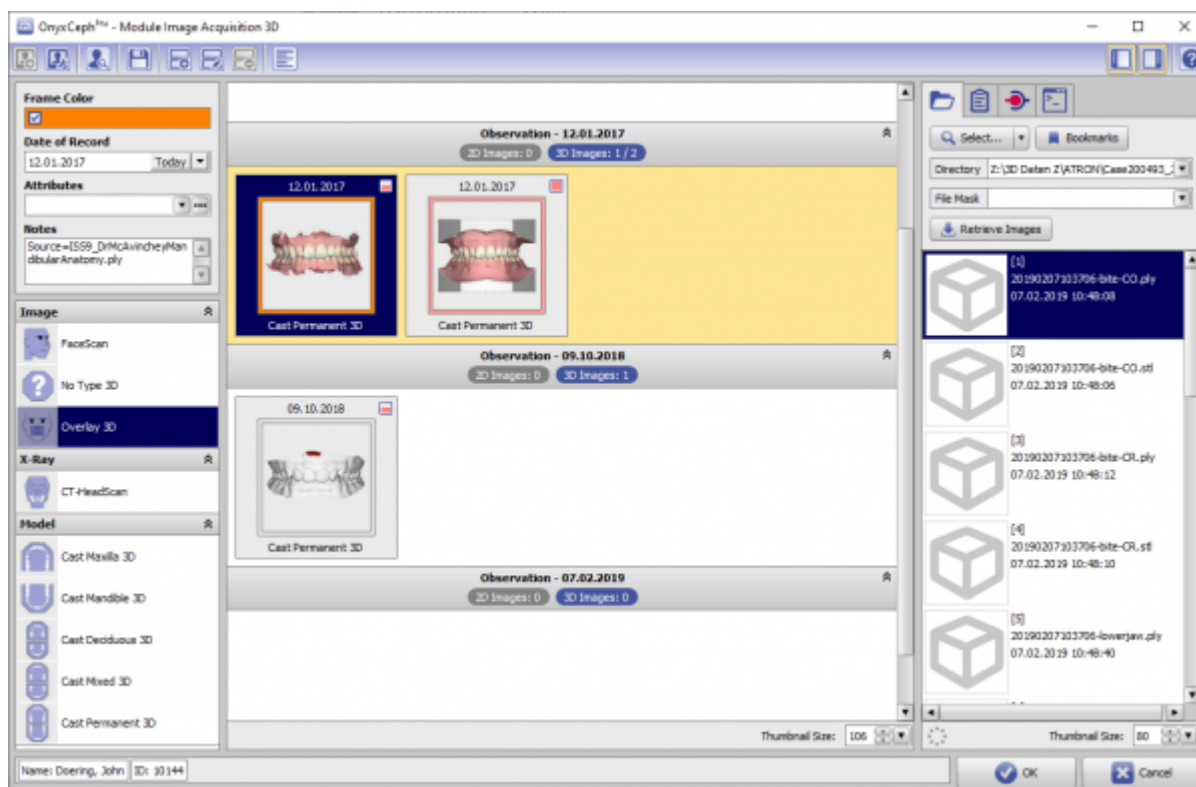 OnyxCeph³ᵀᴹ - Module Image Acquisition 3D
Frame Color
Date of Record
12.01.2017 Today
Attributes
Notes
Source=ISS9_DrMcAvincheyMan
dibularAnatomy.ply
Image
FaceScan
No Type 3D
Overlay 3D
X-Ray
CT-HeadScan
Model
Cast Maxilla 3D
Cast Mandible 3D
Cast Deciduous 3D
Cast Mixed 3D
Cast Permanent 3D
Observation - 12.01.2017
2D Images: 0 3D Images: 1 / 2
12.01.2017
Cast Permanent 3D
12.01.2017
Cast Permanent 3D
Observation - 09.10.2018
2D Images: 0 3D Images: 1
09.10.2018
Cast Permanent 3D
Observation - 07.02.2019
2D Images: 0 3D Images: 0
Thumbnail Size: 106
Select... Bookmarks
Directory Z:\3D Daten Z\ATRON\Case200493_
File Mask
Retrieve Images
[1]
20190207103706-bite-CO.ply
07.02.2019 10:48:08
[2]
20190207103706-bite-CO.stl
07.02.2019 10:48:06
[3]
20190207103706-bite-CR.ply
07.02.2019 10:48:12
[4]
20190207103706-bite-CR.stl
07.02.2019 10:48:10
[5]
20190207103706-lowerjaw.ply
07.02.2019 10:48:40
Thumbnail Size: 80
Name: Doering, John ID: 10144
OK Cancel